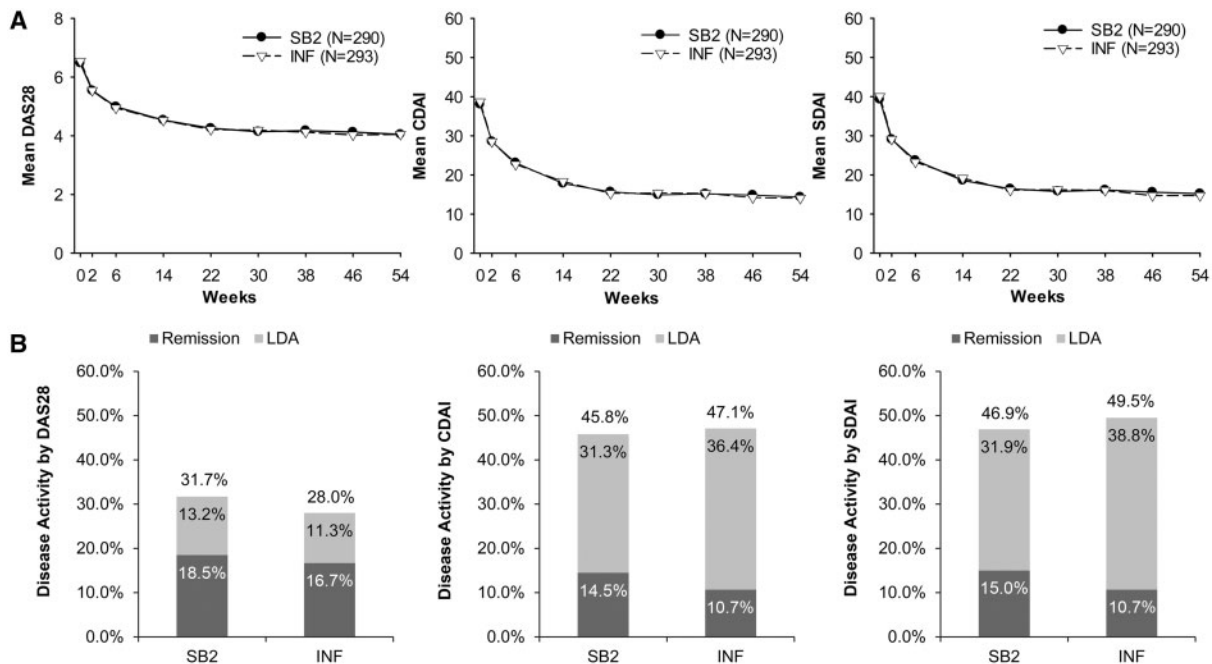 A
Mean DAS28
8
6
4
2
0
SB2 (N=290)
INF (N=293)
0 2 6 14 22 30 38 46 54
Weeks
Mean CDAI
60
50
40
30
20
10
0
SB2 (N=290)
INF (N=293)
0 2 6 14 22 30 38 46 54
Weeks
Mean SDAI
60
50
40
30
20
10
0
SB2 (N=290)
INF (N=293)
0 2 6 14 22 30 38 46 54
Weeks
B
Remission LDA
Disease Activity by DAS28
60.0%
50.0%
40.0%
30.0%
20.0%
10.0%
0.0%
31.7%
13.2%
18.5%
28.0%
11.3%
16.7%
SB2 INF
Remission LDA
Disease Activity by CDAI
60.0%
50.0%
40.0%
30.0%
20.0%
10.0%
0.0%
45.8%
31.3%
14.5%
47.1%
36.4%
10.7%
SB2 INF
Remission LDA
Disease Activity by SDAI
60.0%
50.0%
40.0%
30.0%
20.0%
10.0%
0.0%
46.9%
31.9%
15.0%
49.5%
38.8%
10.7%
SB2 INF